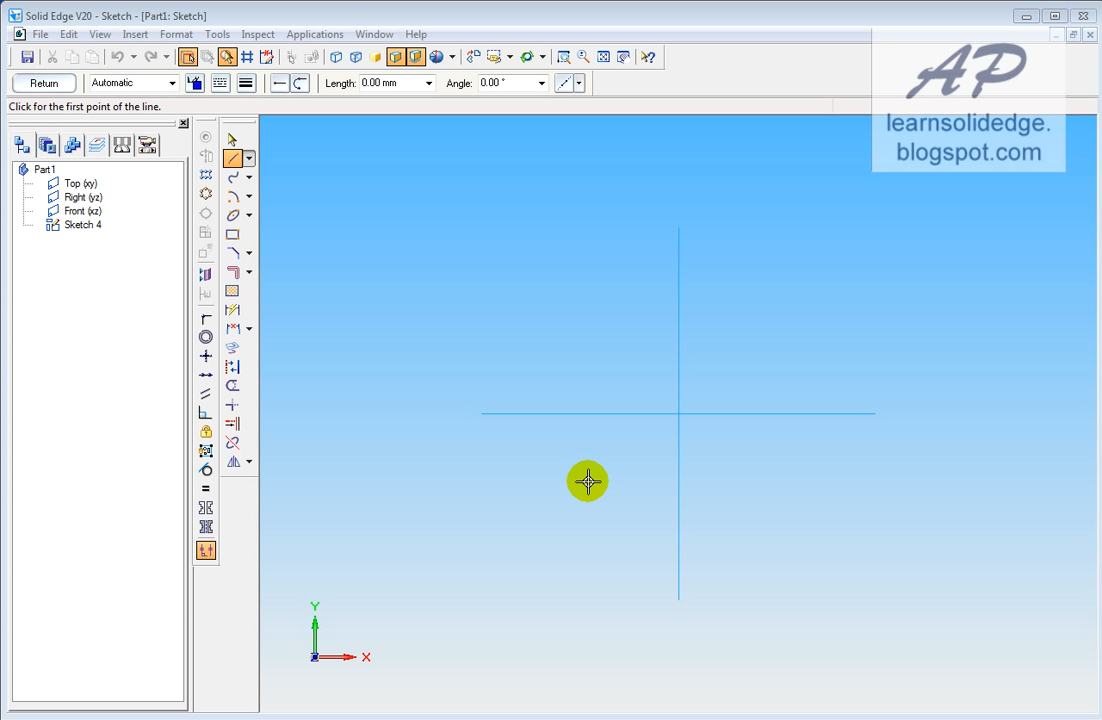 Solid Edge V20 - Sketch - [Part1: Sketch]
File Edit View Insert Format Tools Inspect Applications Window Help
Return Automatic Length: 0.00 mm Angle: 0.00 °
Click for the first point of the line.
AP
learnsolidedge.
blogspot.com
Part1
Top (xy)
Right (yz)
Front (xz)
Sketch 4
Y
X